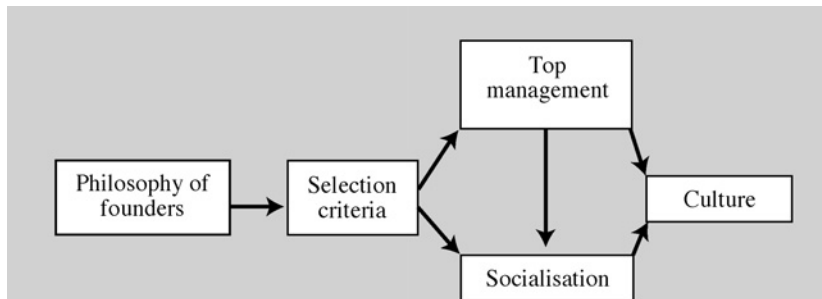 Top
management
Philosophy of
founders
Selection
criteria
Culture
Socialisation